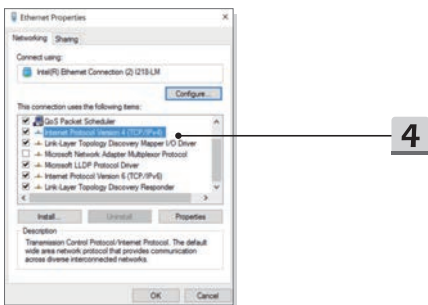 Ethernet Properties
Networking Sharing
Connect using:
Intel(R) Ethernet Connection (2) I218-LM
Configure...
This connection uses the following items:
QoS Packet Scheduler
Internet Protocol Version 4 (TCP/IPv4)
Link-Layer Topology Discovery Mapper I/O Driver
Microsoft Network Adapter Multiplexor Protocol
Microsoft LLDP Protocol Driver
Internet Protocol Version 6 (TCP/IPv6)
Link-Layer Topology Discovery Responder
Install... Uninstall Properties
Description
Transmission Control Protocol/Internet Protocol. The default
wide area network protocol that provides communication
across diverse interconnected networks.
OK Cancel
4